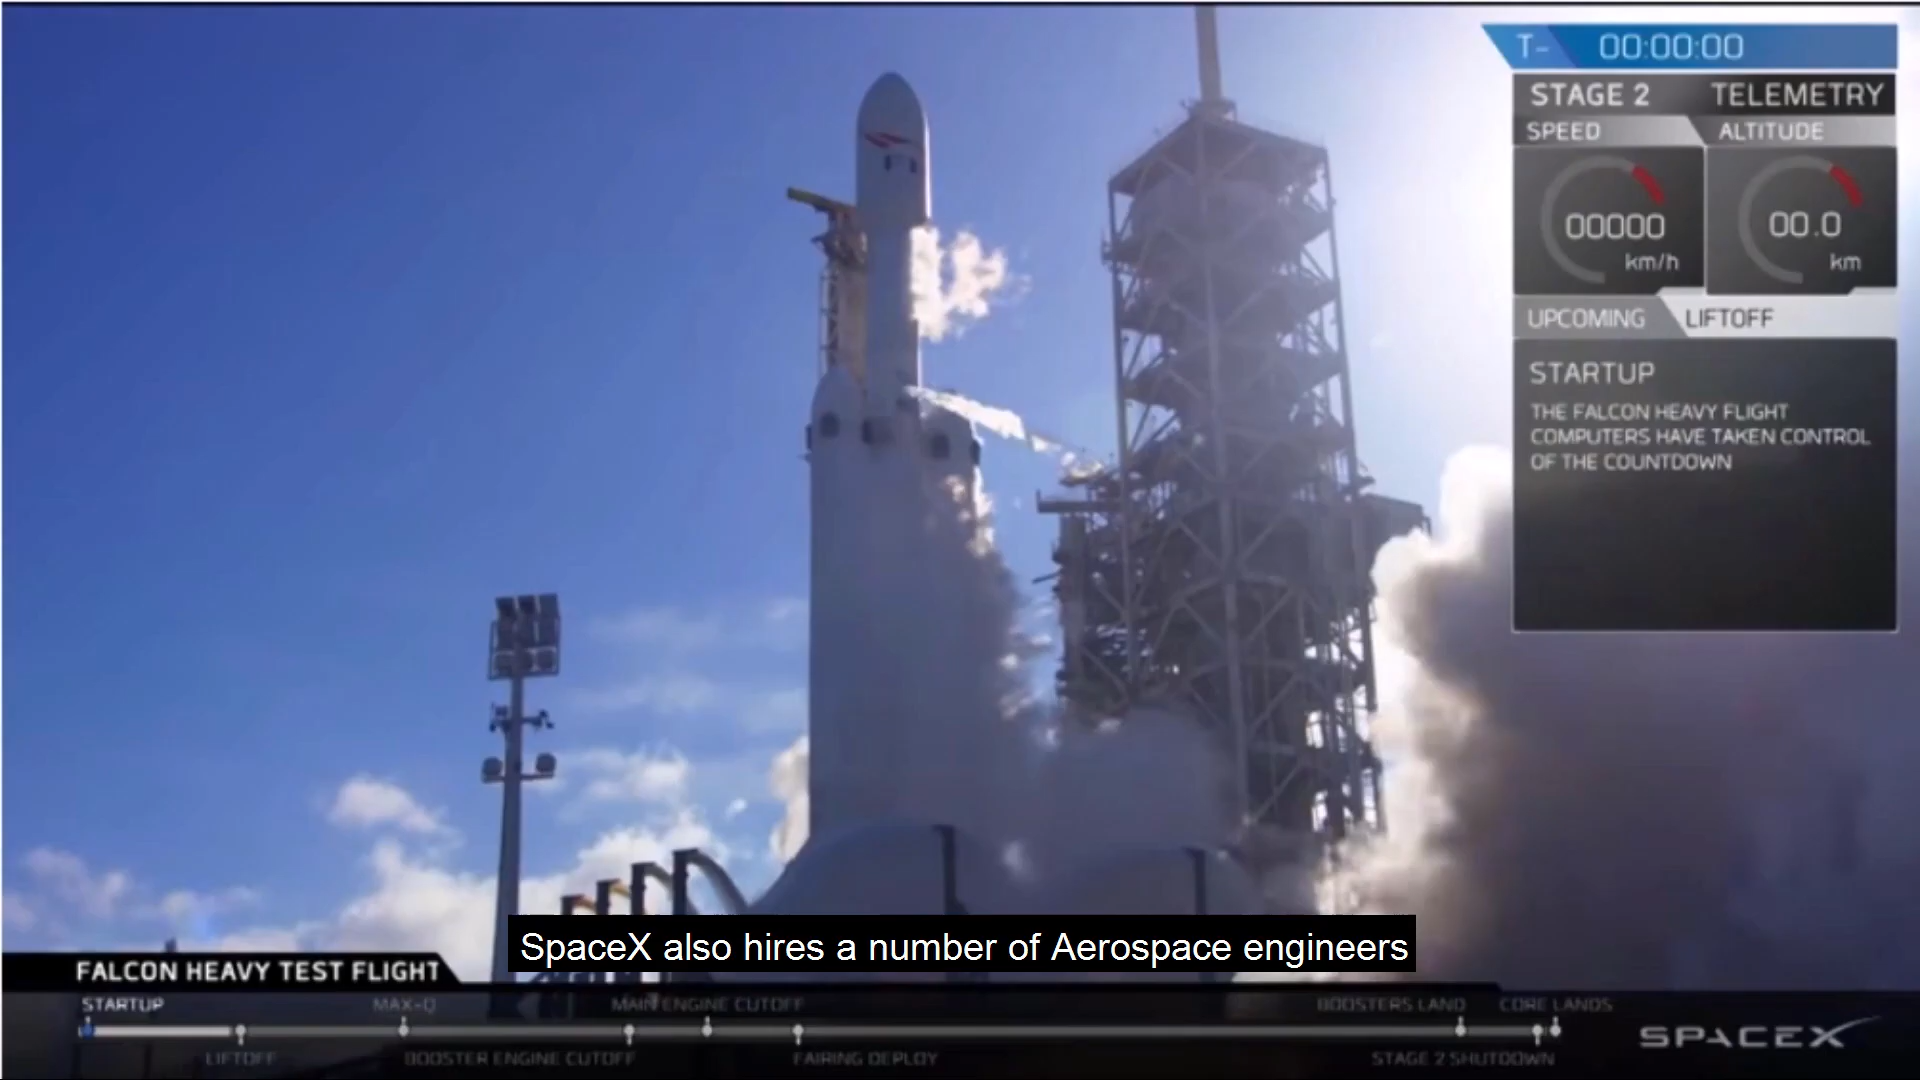 T- 00:00:00
STAGE 2 TELEMETRY
SPEED ALTITUDE
00000 00.0
km/h km
UPCOMING LIFTOFF
STARTUP
THE FALCON HEAVY FLIGHT
COMPUTERS HAVE TAKEN CONTROL
OF THE COUNTDOWN
SpaceX also hires a number of Aerospace engineers
FALCON HEAVY TEST FLIGHT
STARTUP MAX-Q MAIN ENGINE CUTOFF BOOSTERS LAND CORE LANDS
SPACEX
LIFTOFF BOOSTER ENGINE CUTOFF FAIRING DEPLOY STAGE 2 SHUTDOWN